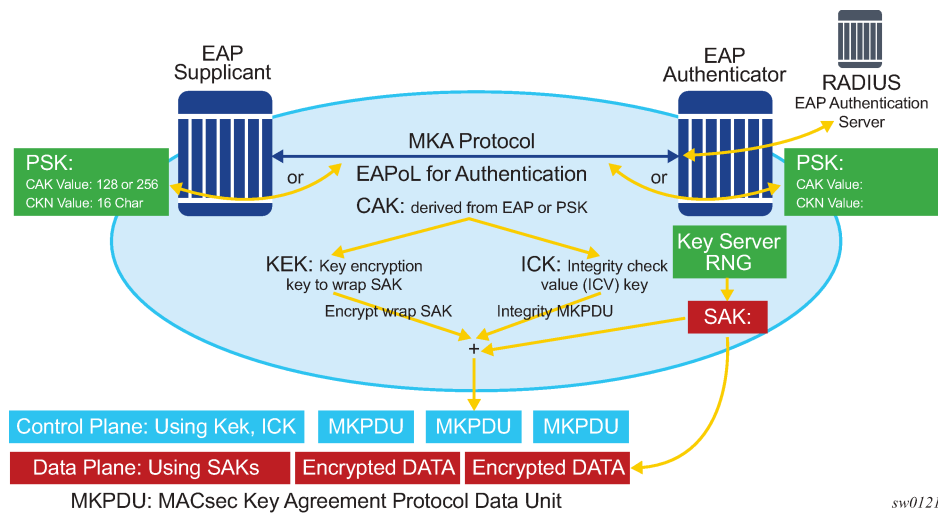 EAP
Supplicant
EAP
Authenticator
RADIUS
EAP Authentication
Server
MKA Protocol
PSK:
CAK Value: 128 or 256
CKN Value: 16 Char
or
EAPoL for Authentication
or
PSK:
CAK Value:
CKN Value:
CAK: derived from EAP or PSK
KEK: Key encryption
key to wrap SAK
ICK: Integrity check
value (ICV) key
Key Server
RNG
Encrypt wrap SAK
Integrity MKPDU
SAK:
+
Control Plane: Using Kek, ICK
MKPDU
MKPDU
MKPDU
Data Plane: Using SAKs
Encrypted DATA
Encrypted DATA
MKPDU: MACsec Key Agreement Protocol Data Unit
sw0121